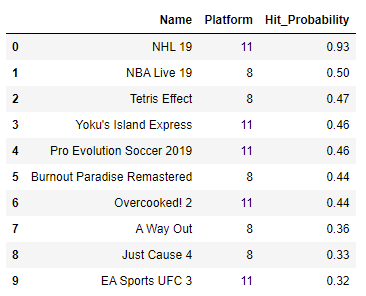 Name Platform Hit_Probability
0 NHL 19 11 0.93
1 NBA Live 19 8 0.50
2 Tetris Effect 8 0.47
3 Yoku's Island Express 11 0.46
4 Pro Evolution Soccer 2019 11 0.46
5 Burnout Paradise Remastered 8 0.44
6 Overcooked! 2 11 0.44
7 A Way Out 8 0.36
8 Just Cause 4 8 0.33
9 EA Sports UFC 3 11 0.32